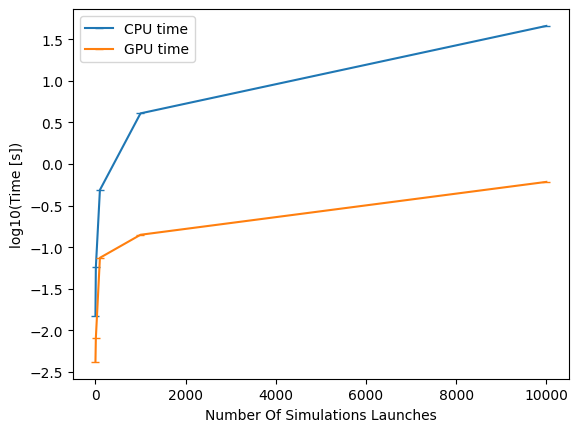 CPU time
GPU time
1.5
1.0
0.5
0.0
−0.5
−1.0
−1.5
−2.0
−2.5
log10(Time [s])
0 2000 4000 6000 8000 10000
Number Of Simulations Launches